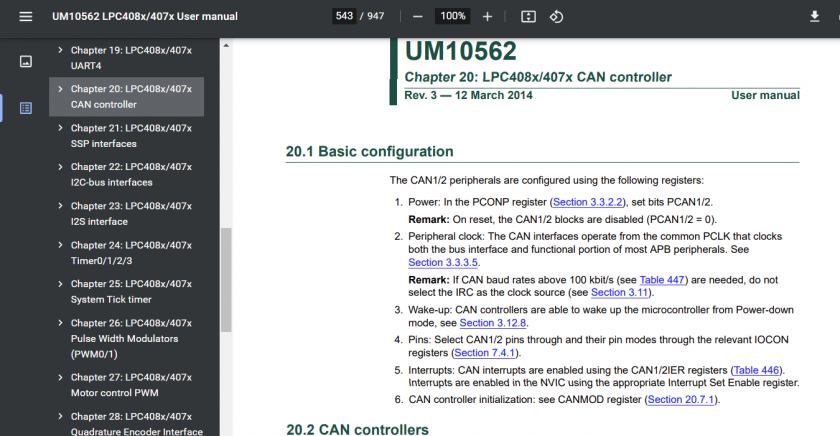 UM10562 LPC408x/407x User manual
543 / 947
100%
Chapter 19: LPC408x/407x
UART4
Chapter 20: LPC408x/407x
CAN controller
Chapter 21: LPC408x/407x
SSP interfaces
Chapter 22: LPC408x/407x
I2C-bus interfaces
Chapter 23: LPC408x/407x
I2S interface
Chapter 24: LPC408x/407x
Timer0/1/2/3
Chapter 25: LPC408x/407x
System Tick timer
Chapter 26: LPC408x/407x
Pulse Width Modulators
(PWM0/1)
Chapter 27: LPC408x/407x
Motor control PWM
Chapter 28: LPC408x/407x
Quadrature Encoder Interface
UM10562
Chapter 20: LPC408x/407x CAN controller
Rev. 3 — 12 March 2014 User manual
20.1 Basic configuration
The CAN1/2 peripherals are configured using the following registers:
1. Power: In the PCONP register (Section 3.3.2.2), set bits PCAN1/2.
Remark: On reset, the CAN1/2 blocks are disabled (PCAN1/2 = 0).
2. Peripheral clock: The CAN interfaces operate from the common PCLK that clocks
both the bus interface and functional portion of most APB peripherals. See
Section 3.3.3.5.
Remark: If CAN baud rates above 100 kbit/s (see Table 447) are needed, do not
select the IRC as the clock source (see Section 3.11).
3. Wake-up: CAN controllers are able to wake up the microcontroller from Power-down
mode, see Section 3.12.8.
4. Pins: Select CAN1/2 pins through and their pin modes through the relevant IOCON
registers (Section 7.4.1).
5. Interrupts: CAN interrupts are enabled using the CAN1/2IER registers (Table 446).
Interrupts are enabled in the NVIC using the appropriate Interrupt Set Enable register.
6. CAN controller initialization: see CANMOD register (Section 20.7.1).
20.2 CAN controllers